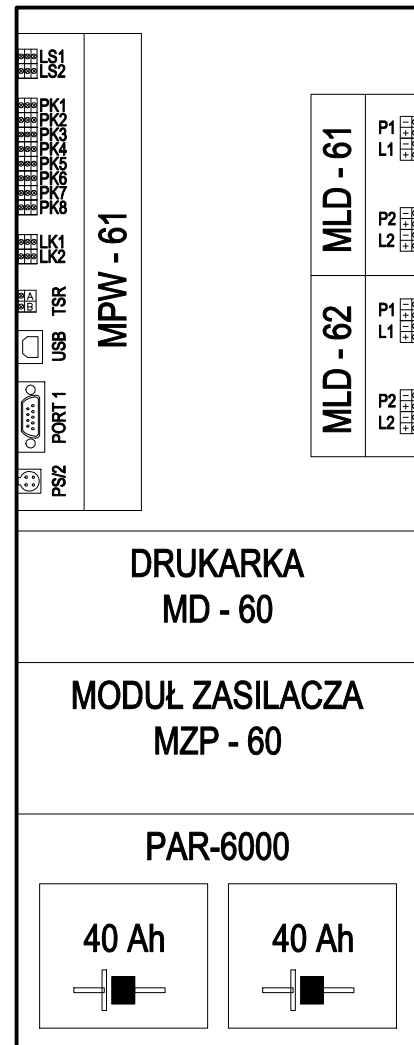 LS1
LS2
PK1
PK2
PK3
PK4
PK5
PK6
PK7
PK8
LK1
LK2
A
B
TSR
USB
PORT 1
PS/2
MPW - 61
MLD - 61
P1 -
L1 +
P2 -
L2 +
MLD - 62
P1 -
L1 +
P2 -
L2 +
DRUKARKA
MD - 60
MODUŁ ZASILACZA
MZP - 60
PAR-6000
40 Ah
40 Ah